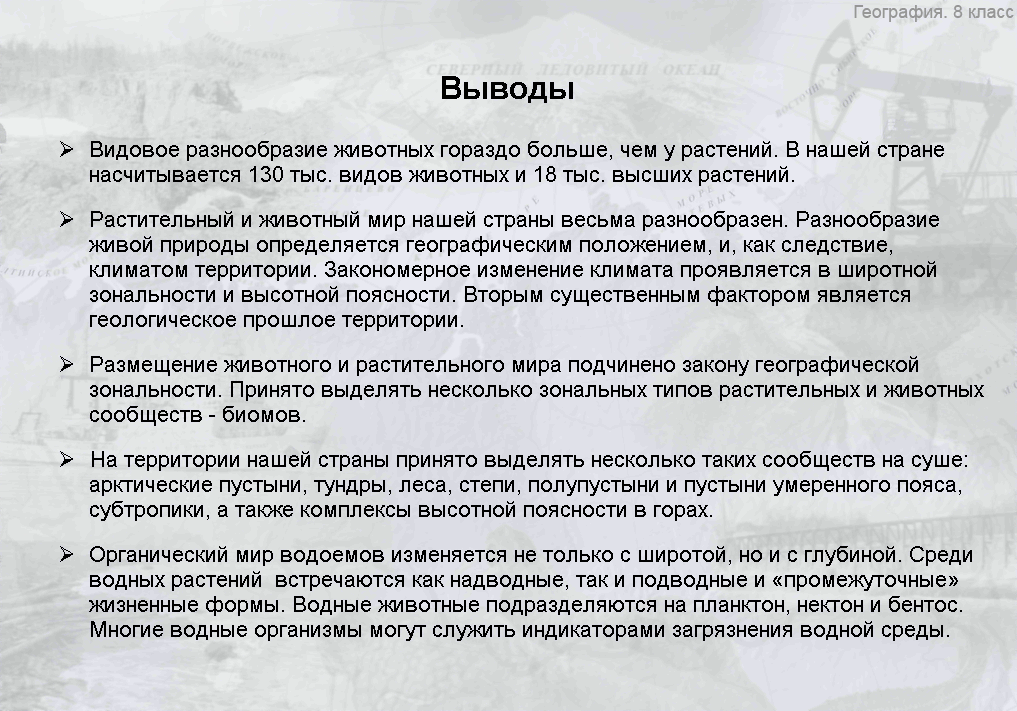 География. 8 класс
СЕВЕРНЫЙ ЛЕДОВИТЫЙ ОКЕАН
Выводы
➢ Видовое разнообразие животных гораздо больше, чем у растений. В нашей стране
насчитывается 130 тыс. видов животных и 18 тыс. высших растений.
➢ Растительный и животный мир нашей страны весьма разнообразен. Разнообразие
живой природы определяется географическим положением, и, как следствие,
климатом территории. Закономерное изменение климата проявляется в широтной
зональности и высотной поясности. Вторым существенным фактором является
геологическое прошлое территории.
➢ Размещение животного и растительного мира подчинено закону географической
зональности. Принято выделять несколько зональных типов растительных и животных
сообществ - биомов.
➢ На территории нашей страны принято выделять несколько таких сообществ на суше:
арктические пустыни, тундры, леса, степи, полупустыни и пустыни умеренного пояса,
субтропики, а также комплексы высотной поясности в горах.
➢ Органический мир водоемов изменяется не только с широтой, но и с глубиной. Среди
водных растений  встречаются как надводные, так и подводные и «промежуточные»
жизненные формы. Водные животные подразделяются на планктон, нектон и бентос.
Многие водные организмы могут служить индикаторами загрязнения водной среды.